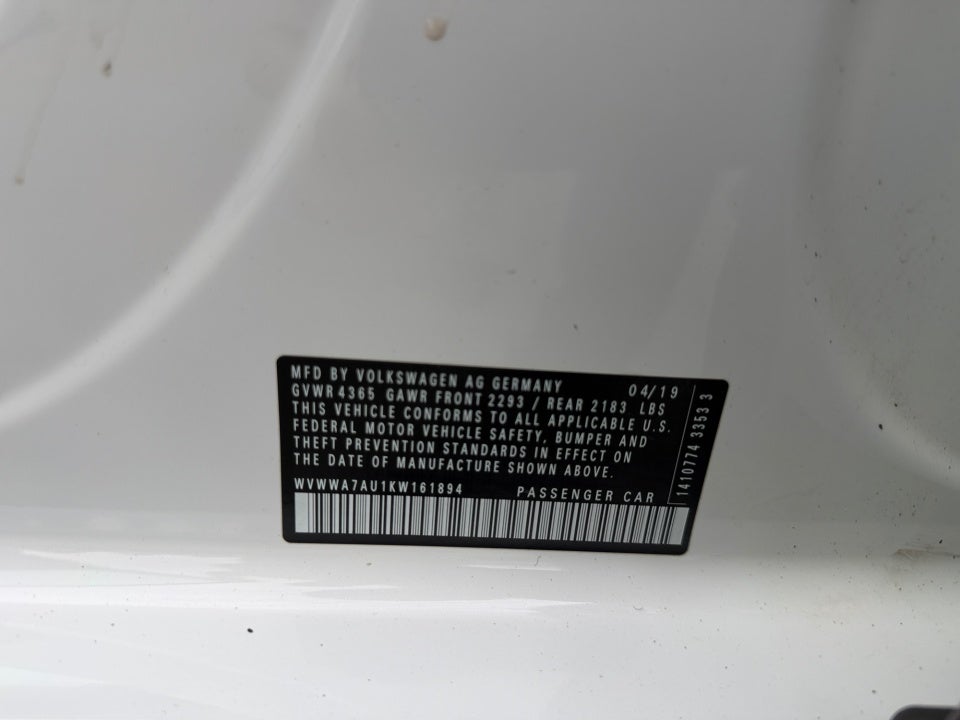 MFD BY VOLKSWAGEN AG GERMANY 04/19
GVWR 4365 GAWR FRONT 2293 / REAR 2183 LBS
THIS VEHICLE CONFORMS TO ALL APPLICABLE U.S.
FEDERAL MOTOR VEHICLE SAFETY, BUMPER AND
THEFT PREVENTION STANDARDS IN EFFECT ON
THE DATE OF MANUFACTURE SHOWN ABOVE.
WVWWA7AU1KW161894 PASSENGER CAR
1410774 3353 3